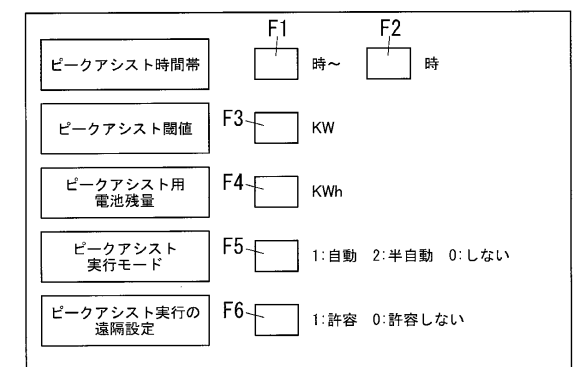 F1 F2
ピークアシスト時間帯 時～ 時
ピークアシスト閾値 F3 KW
ピークアシスト用
電池残量 F4 KWh
ピークアシスト
実行モード F5 1:自動 2:半自動 0:しない
ピークアシスト実行の
遠隔設定 F6 1:許容 0:許容しない